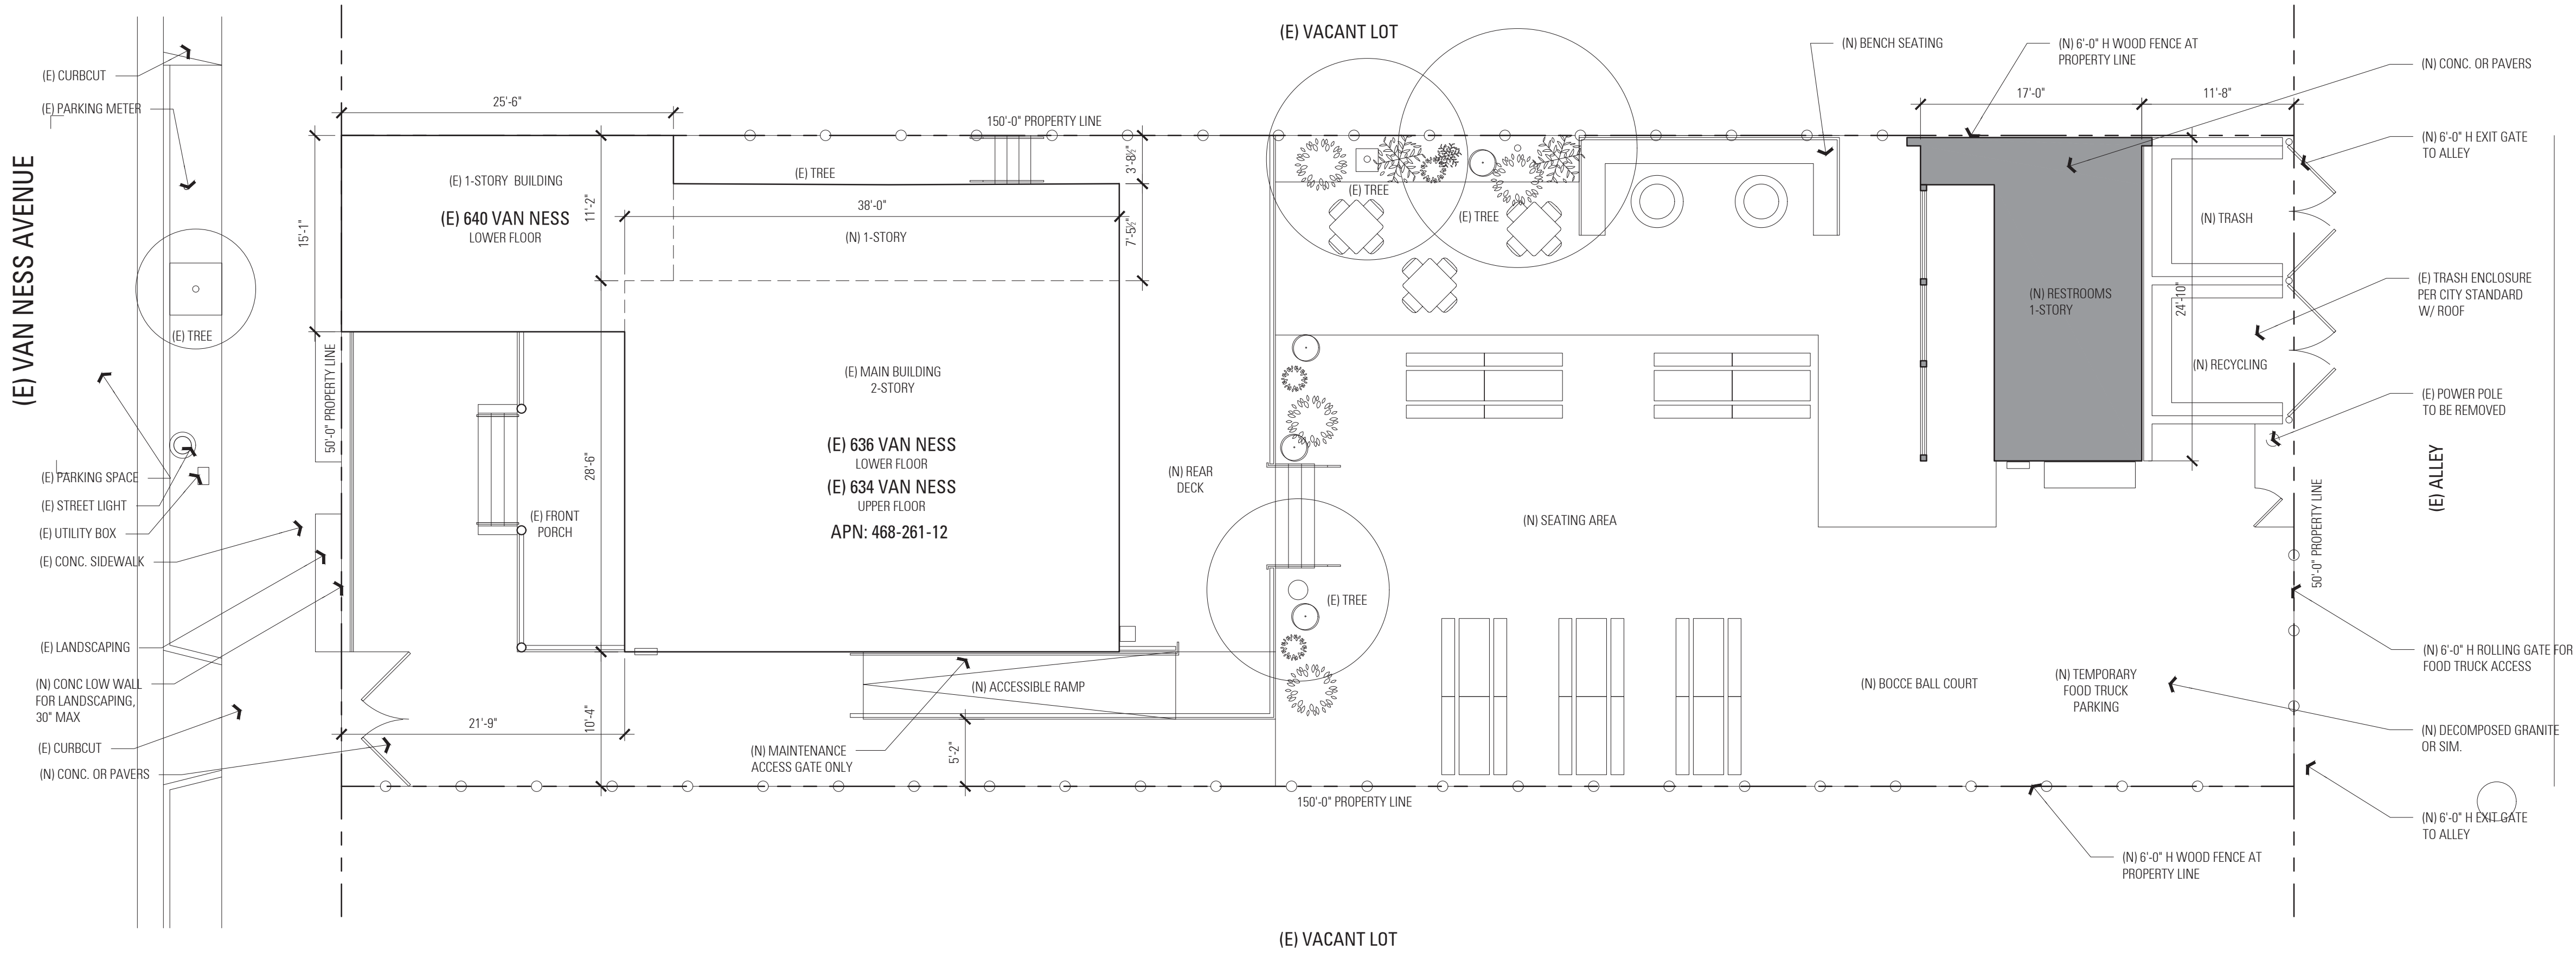 (E) VACANT LOT
(E) VAN NESS AVENUE
(E) CURBCUT
(E) PARKING METER
(E) TREE
(E) PARKING SPACE
(E) STREET LIGHT
(E) UTILITY BOX
(E) CONC. SIDEWALK
(E) LANDSCAPING
(N) CONC LOW WALL
FOR LANDSCAPING,
30" MAX
(E) CURBCUT
(N) CONC. OR PAVERS
25'-6"
150'-0" PROPERTY LINE
15'-1"
50'-0" PROPERTY LINE
(E) 1-STORY BUILDING
(E) 640 VAN NESS
LOWER FLOOR
11'-2"
(E) TREE
38'-0"
(N) 1-STORY
3'-8½"
7'-5½"
(E) MAIN BUILDING
2-STORY
(E) 636 VAN NESS
LOWER FLOOR
(E) 634 VAN NESS
UPPER FLOOR
APN: 468-261-12
28'-6"
(E) FRONT
PORCH
(N) REAR
DECK
(N) ACCESSIBLE RAMP
21'-9"
10'-4"
(N) MAINTENANCE
ACCESS GATE ONLY
5'-2"
(E) TREE
(E) TREE
(N) BENCH SEATING
(N) 6'-0" H WOOD FENCE AT
PROPERTY LINE
17'-0"
11'-8"
(N) SEATING AREA
(E) TREE
(N) RESTROOMS
1-STORY
24'-10"
(N) TRASH
(N) RECYCLING
(N) BOCCE BALL COURT
(N) TEMPORARY
FOOD TRUCK
PARKING
150'-0" PROPERTY LINE
50'-0" PROPERTY LINE
(N) CONC. OR PAVERS
(N) 6'-0" H EXIT GATE
TO ALLEY
(E) TRASH ENCLOSURE
PER CITY STANDARD
W/ ROOF
(E) POWER POLE
TO BE REMOVED
(E) ALLEY
(N) 6'-0" H ROLLING GATE FOR
FOOD TRUCK ACCESS
(N) DECOMPOSED GRANITE
OR SIM.
(N) 6'-0" H EXIT GATE
TO ALLEY
(N) 6'-0" H WOOD FENCE AT
PROPERTY LINE
(E) VACANT LOT